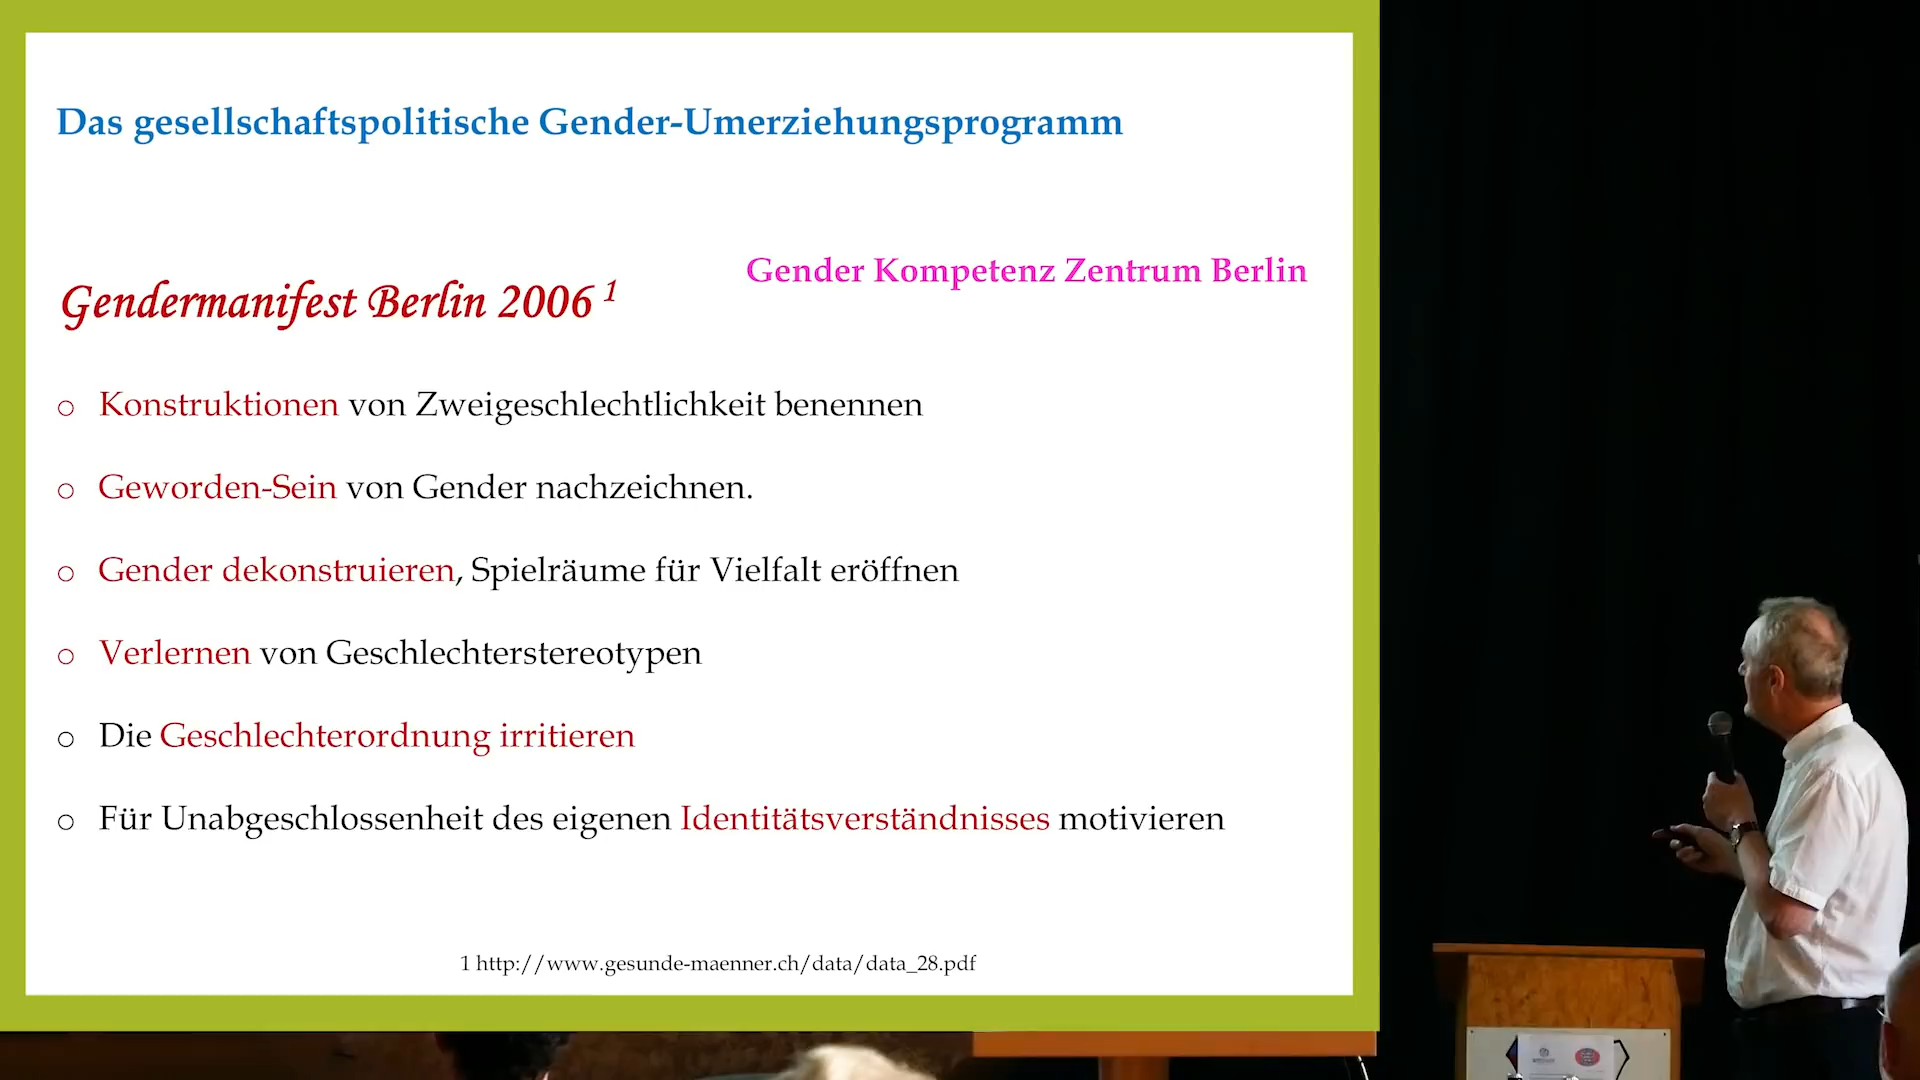 Das gesellschaftspolitische Gender-Umerziehungsprogramm
Gender Kompetenz Zentrum Berlin
Gendermanifest Berlin 2006 1
o Konstruktionen von Zweigeschlechtlichkeit benennen
o Geworden-Sein von Gender nachzeichnen.
o Gender dekonstruieren, Spielräume für Vielfalt eröffnen
o Verlernen von Geschlechterstereotypen
o Die Geschlechterordnung irritieren
o Für Unabgeschlossenheit des eigenen Identitätsverständnisses motivieren
1 http://www.gesunde-maenner.ch/data/data_28.pdf